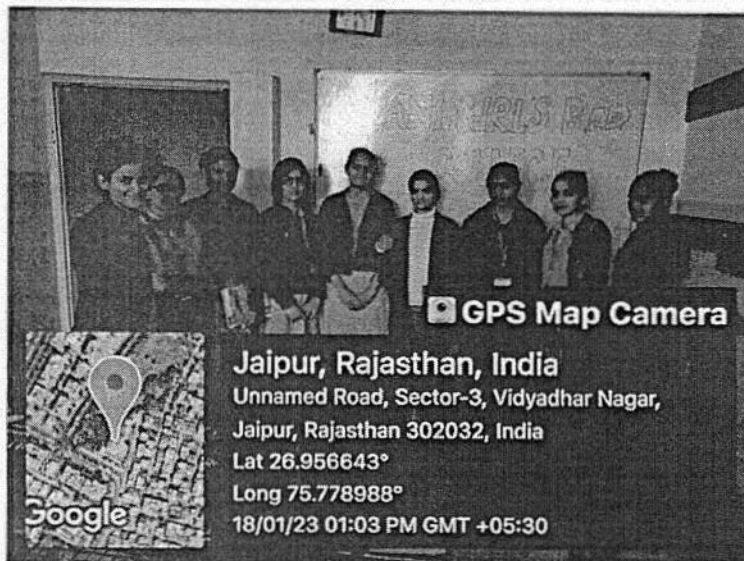 GIRLS
GPS Map Camera
Jaipur, Rajasthan, India
Unnamed Road, Sector-3, Vidyadhar Nagar,
Jaipur, Rajasthan 302032, India
Lat 26.956643°
Long 75.778988°
18/01/23 01:03 PM GMT +05:30
Google